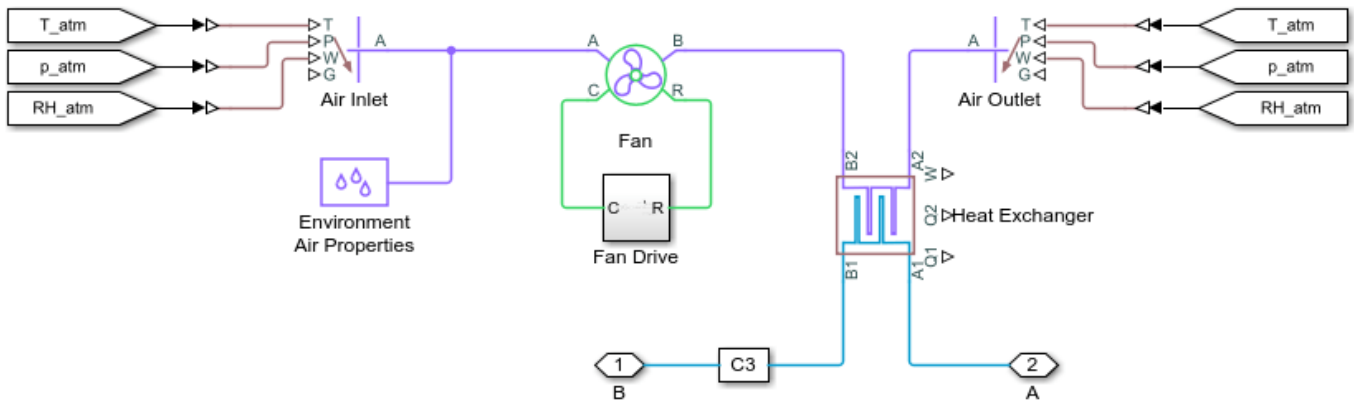 T_atm
p_atm
RH_atm
T
P
W
G
A
Air Inlet
Environment
Air Properties
A
B
C
R
Fan
C
R
Fan Drive
A
T
P
W
G
Air Outlet
T_atm
p_atm
RH_atm
B2
A2
W
Q2
Heat Exchanger
Q1
B1
A1
1
B
C3
2
A